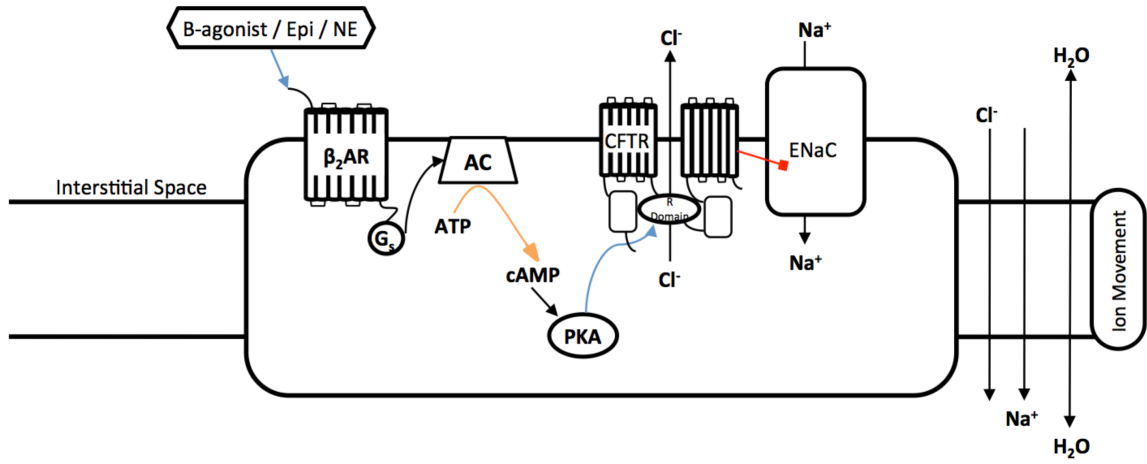 B-agonist / Epi / NE
Cl⁻
Na⁺
H₂O
Cl⁻
CFTR
ENaC
β₂AR
AC
Interstitial Space
R
Domain
Gₛ
ATP
Na⁺
cAMP
Cl⁻
PKA
Ion Movement
Na⁺
H₂O